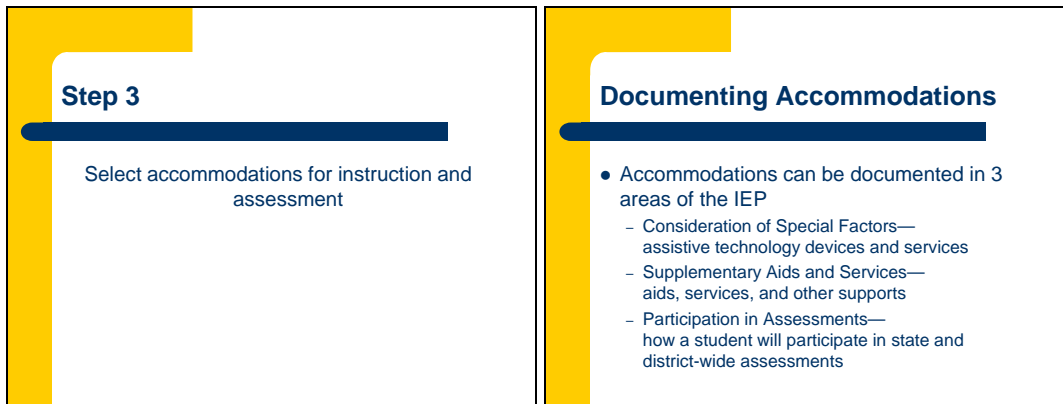 Step 3
Select accommodations for instruction and
assessment
Documenting Accommodations
● Accommodations can be documented in 3
areas of the IEP
– Consideration of Special Factors—
assistive technology devices and services
– Supplementary Aids and Services—
aids, services, and other supports
– Participation in Assessments—
how a student will participate in state and
district-wide assessments